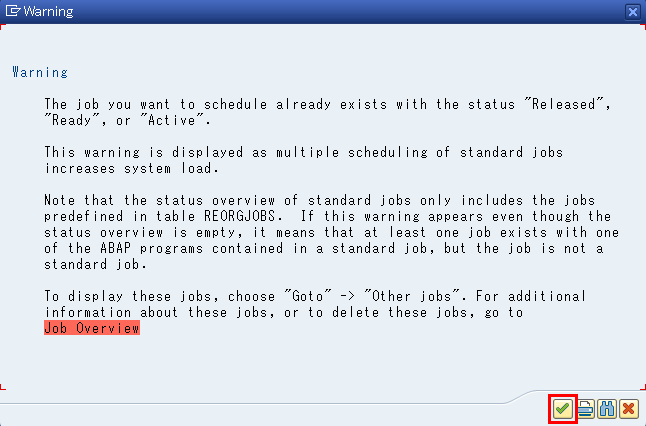 Warning
Warning
The job you want to schedule already exists with the status "Released",
"Ready", or "Active".
This warning is displayed as multiple scheduling of standard jobs
increases system load.
Note that the status overview of standard jobs only includes the jobs
predefined in table REORGJOBS.  If this warning appears even though the
status overview is empty, it means that at least one job exists with one
of the ABAP programs contained in a standard job, but the job is not a
standard job.
To display these jobs, choose "Goto" -> "Other jobs". For additional
information about these jobs, or to delete these jobs, go to
Job Overview